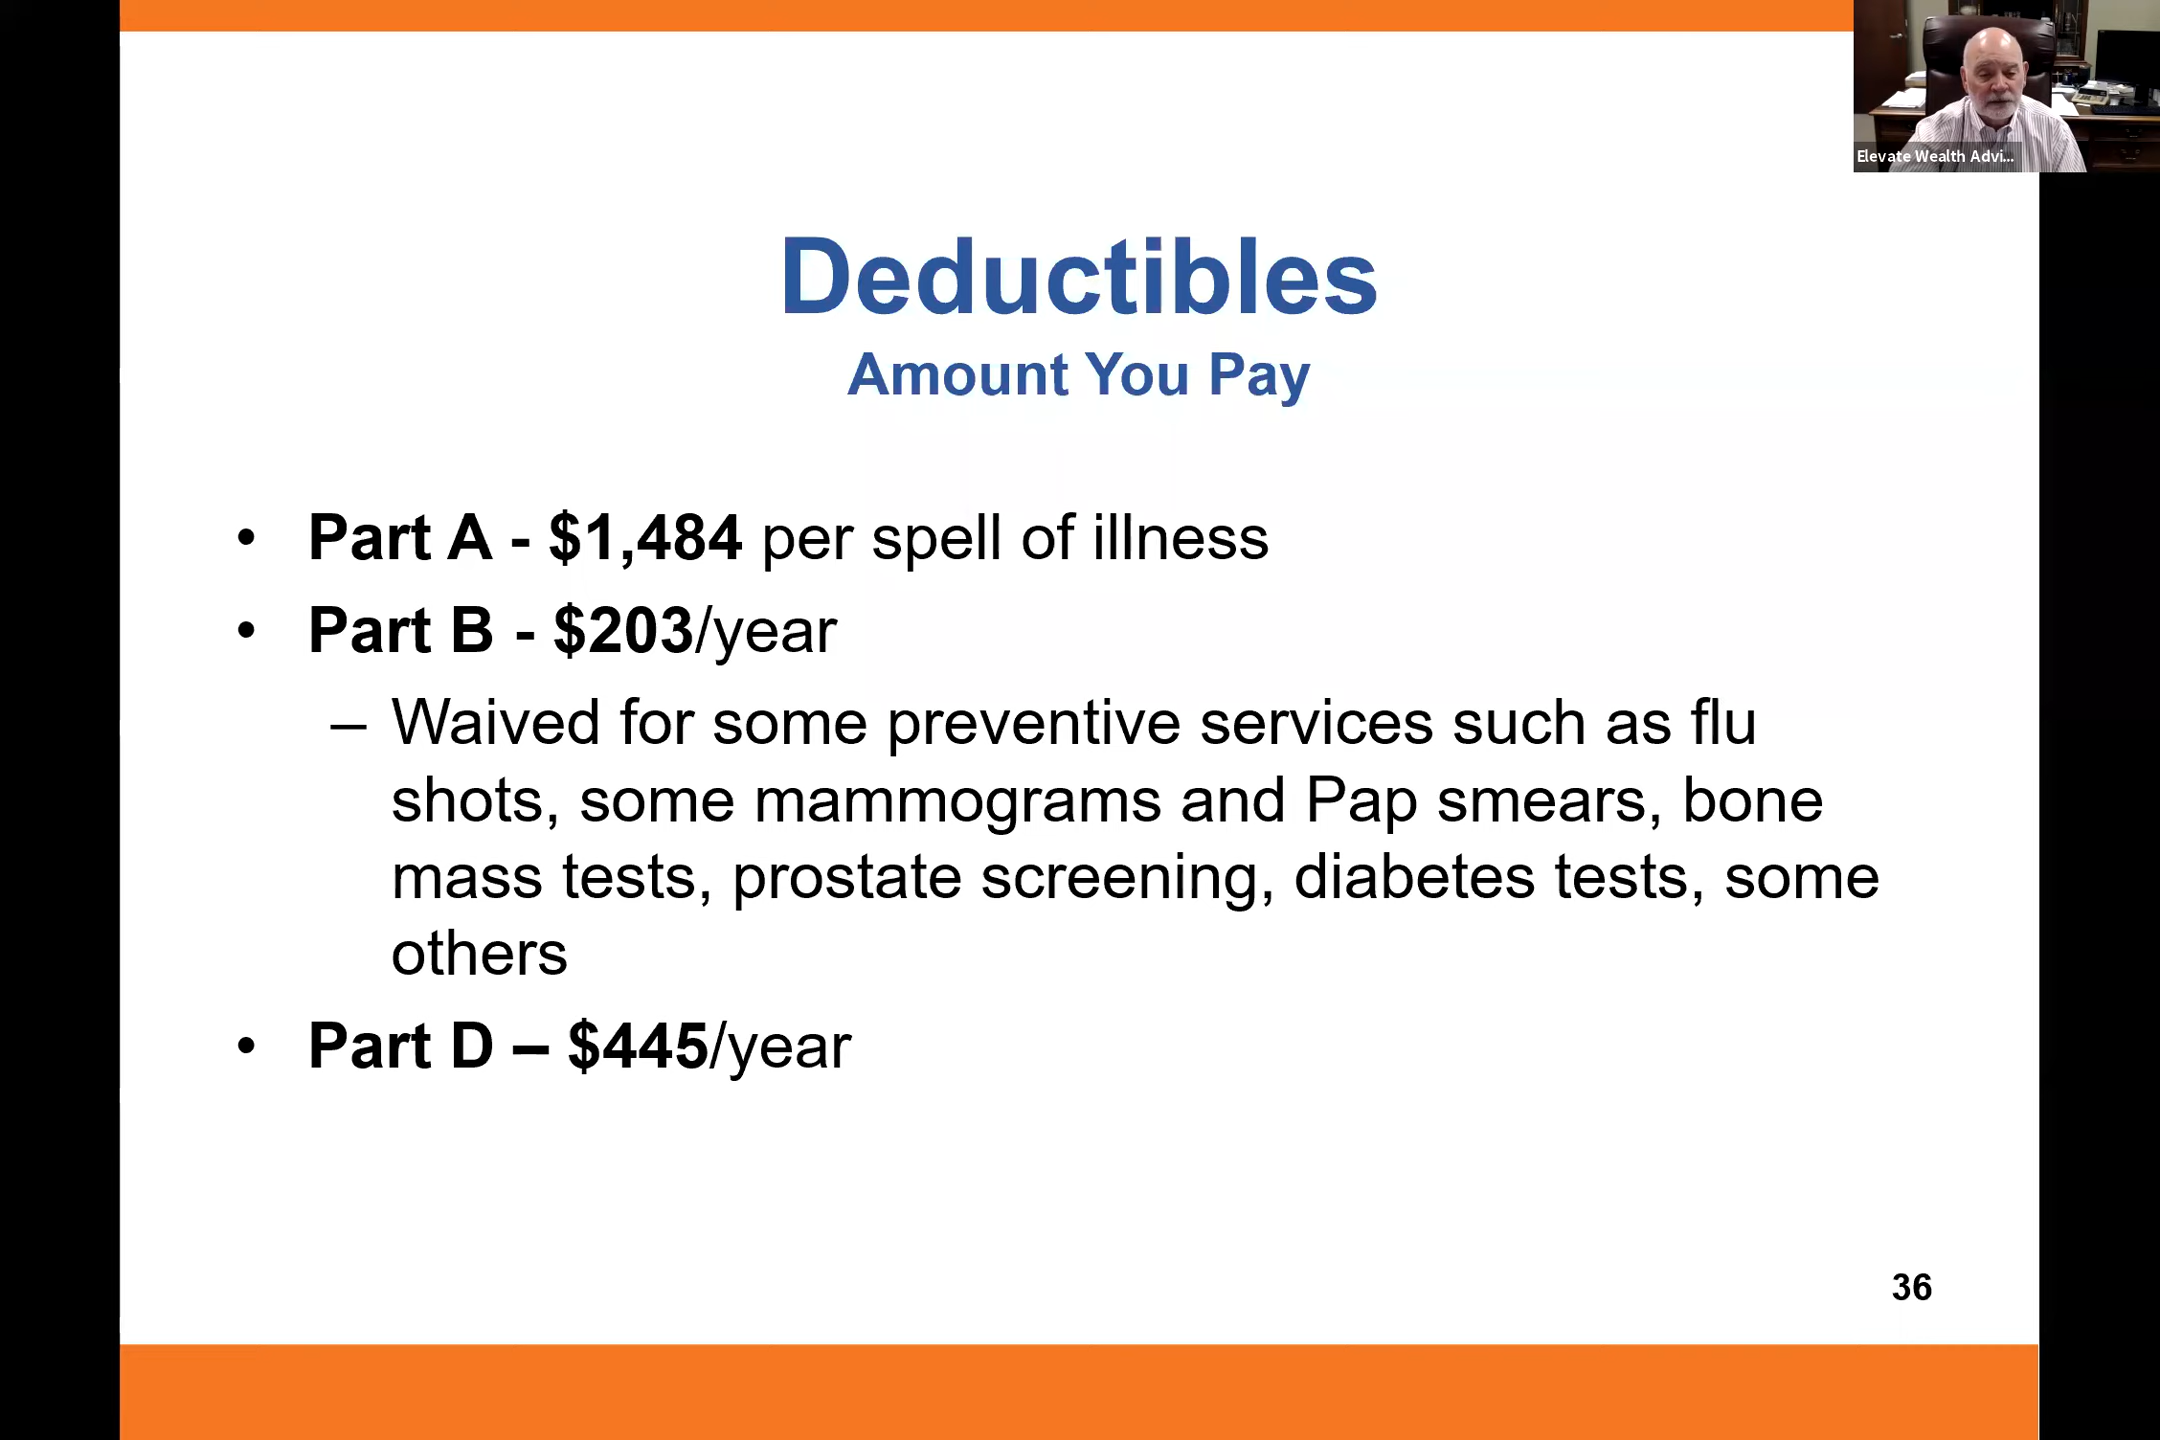 Elevate Wealth Advi...
Deductibles
Amount You Pay
• Part A - $1,484 per spell of illness
• Part B - $203/year
– Waived for some preventive services such as flu
shots, some mammograms and Pap smears, bone
mass tests, prostate screening, diabetes tests, some
others
• Part D – $445/year
36